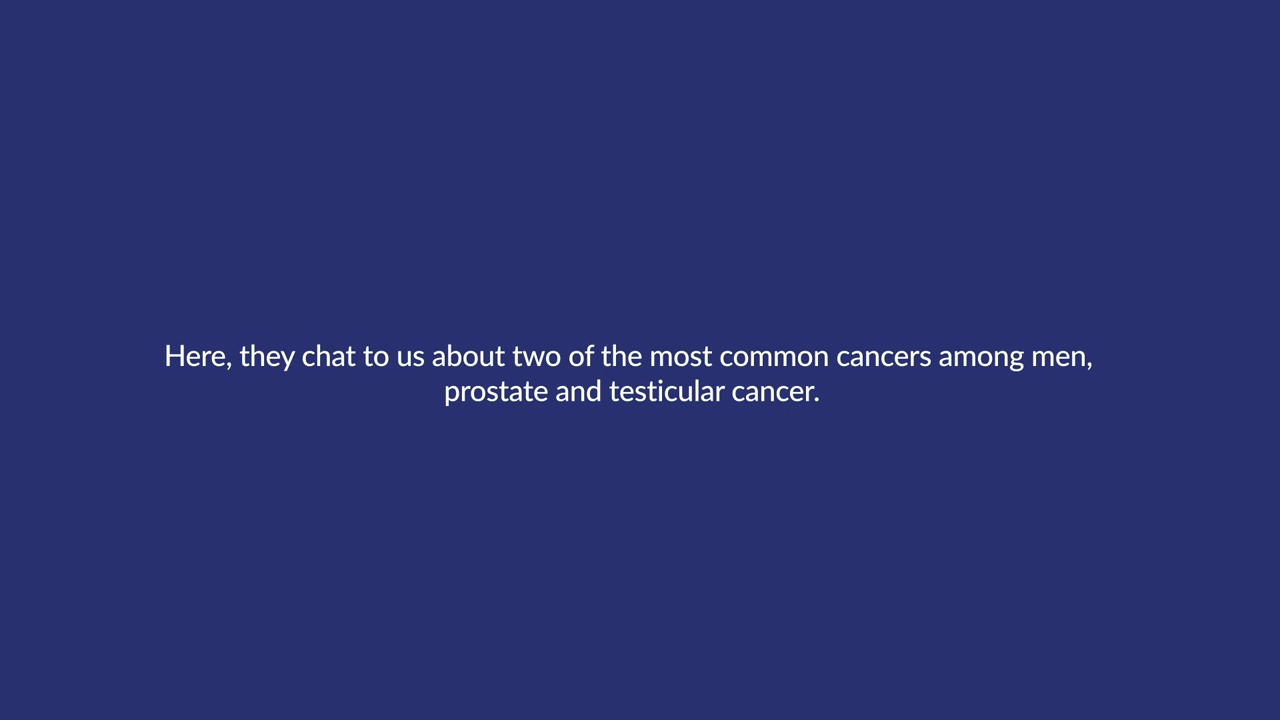 Here, they chat to us about two of the most common cancers among men,
prostate and testicular cancer.